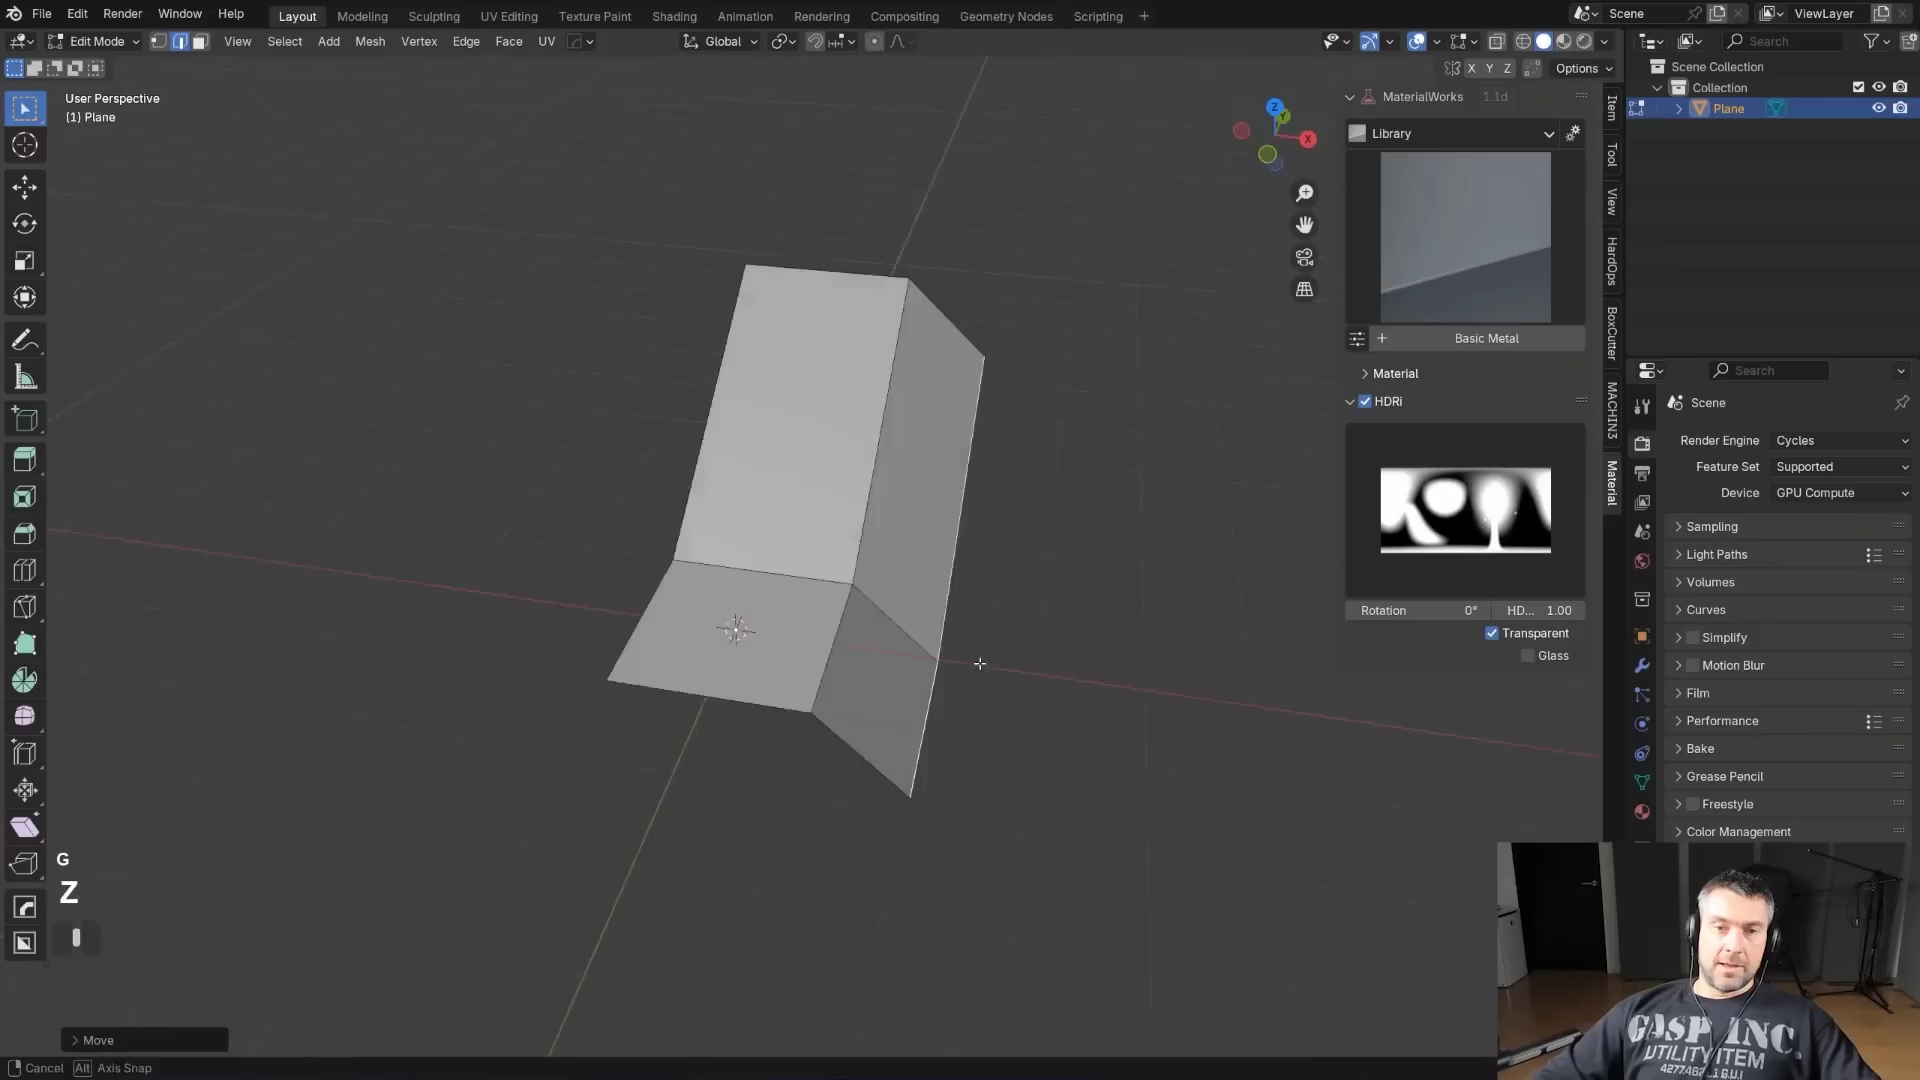 File Edit Render Window Help
Layout Modeling Sculpting UV Editing Texture Paint Shading Animation Rendering Compositing Geometry Nodes Scripting +
Scene
ViewLayer
Edit Mode View Select Add Mesh Vertex Edge Face UV
Global
Search
X Y Z
Options
Scene Collection
Collection
Plane
User Perspective
(1) Plane
Z
X
MaterialWorks 1.1d
Library
Basic Metal
Material
HDRi
Rotation 0°
HD... 1.00
Transparent
Glass
Item
Tool
View
HardOps
BoxCutter
MACHIN3
Material
Search
Scene
Render Engine Cycles
Feature Set Supported
Device GPU Compute
Sampling
Light Paths
Volumes
Curves
Simplify
Motion Blur
Film
Performance
Bake
Grease Pencil
Freestyle
Color Management
G
Z
Move
Cancel Alt Axis Snap
GASP INC.
UTILITY ITEM